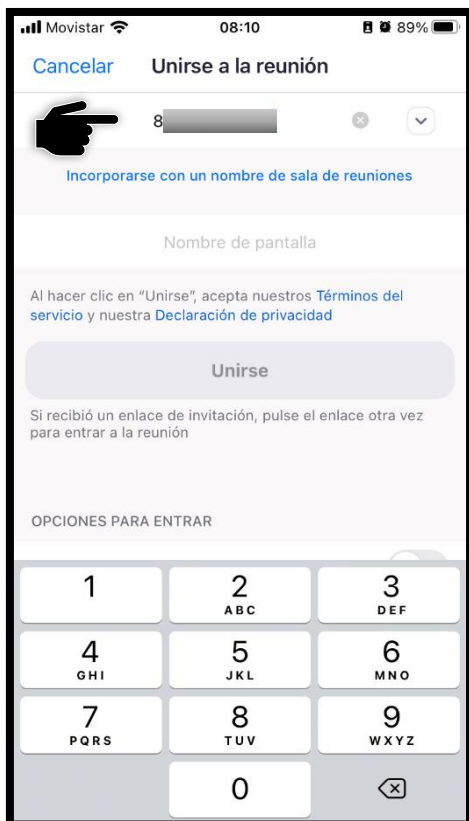 Movistar 08:10 89%
Cancelar Unirse a la reunión
8
Incorporarse con un nombre de sala de reuniones
Nombre de pantalla
Al hacer clic en “Unirse”, acepta nuestros Términos del
servicio y nuestra Declaración de privacidad
Unirse
Si recibió un enlace de invitación, pulse el enlace otra vez
para entrar a la reunión
OPCIONES PARA ENTRAR
1 2 3
ABC DEF
4 5 6
GHI JKL MNO
7 8 9
PQRS TUV WXYZ
0